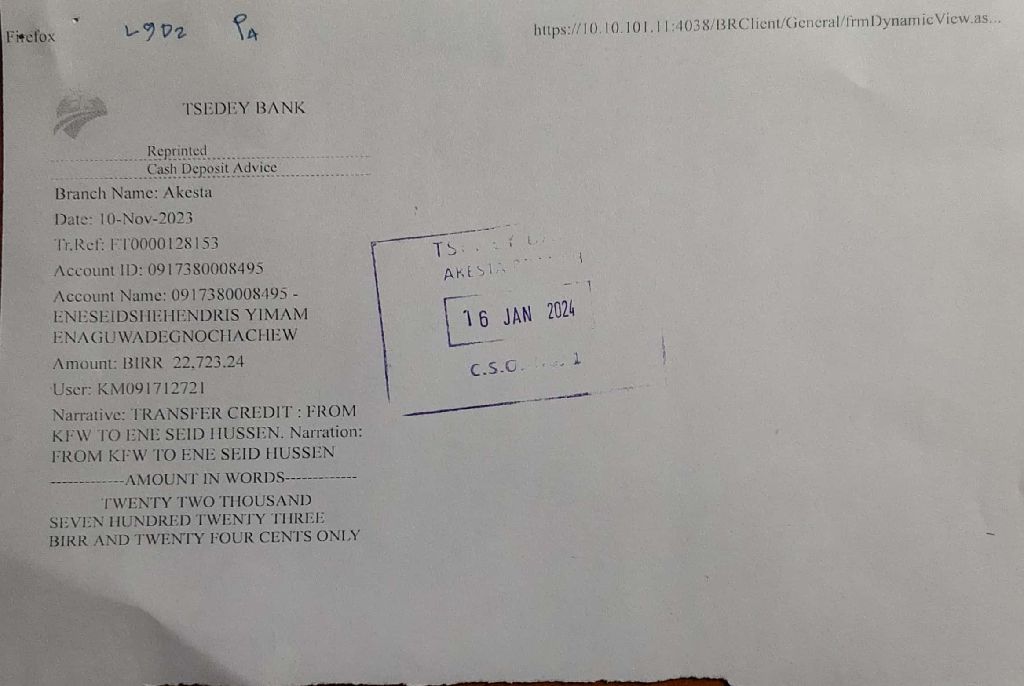 Firefox
https://10.10.101.11:4038/BRClient/General/frmDynamicView.as...
TSEDEY BANK
Reprinted
Cash Deposit Advice
Branch Name: Akesta
Date: 10-Nov-2023
Tr.Ref: FT0000128153
Account ID: 0917380008495
Account Name: 0917380008495 -
ENESEIDSHEHENDRIS YIMAM
ENAGUWADEGNOCHACHEW
Amount: BIRR 22,723.24
User: KM091712721
Narrative: TRANSFER CREDIT : FROM
KFW TO ENE SEID HUSSEN. Narration:
FROM KFW TO ENE SEID HUSSEN
-------------AMOUNT IN WORDS-------------
TWENTY TWO THOUSAND
SEVEN HUNDRED TWENTY THREE
BIRR AND TWENTY FOUR CENTS ONLY
AKESTA
16 JAN 2024
C.S.O. 1